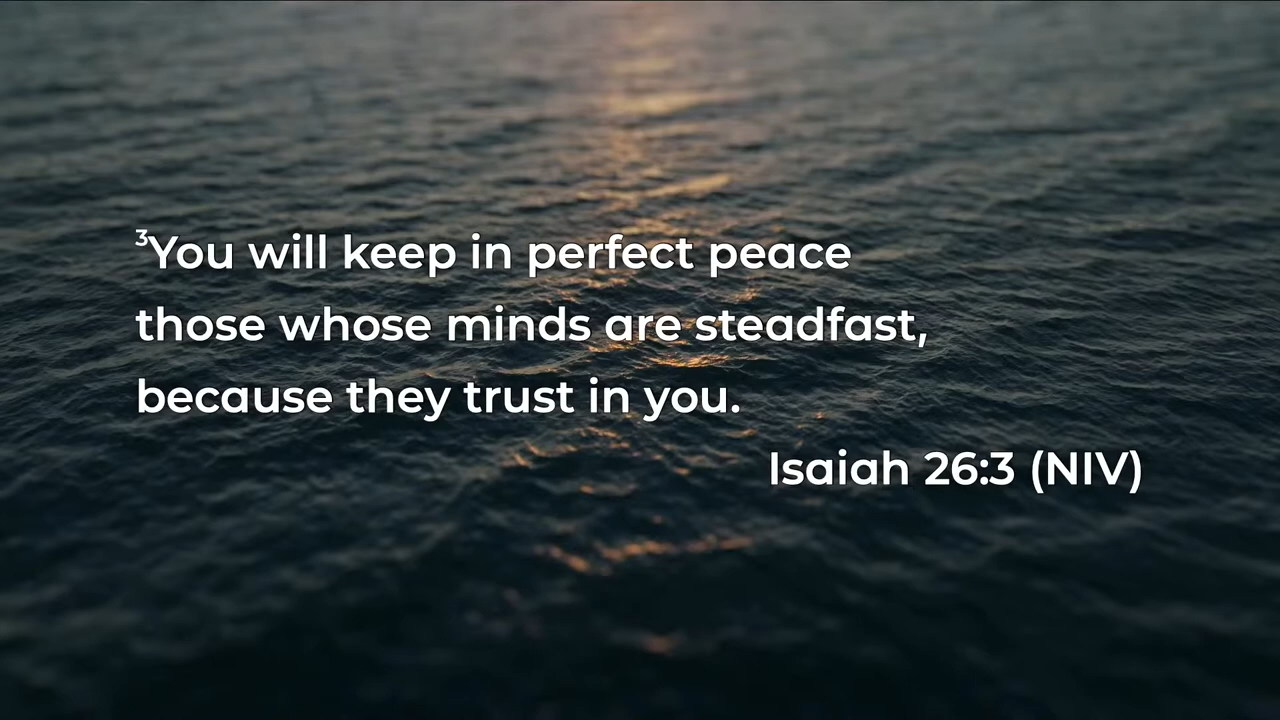 ³You will keep in perfect peace
those whose minds are steadfast,
because they trust in you.
Isaiah 26:3 (NIV)